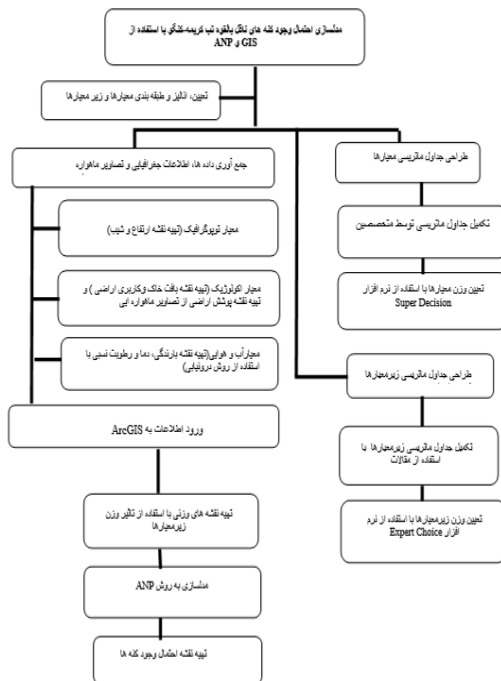 مدلسازی احتمال وجود کنه های ناقل بالقوه تب کریمه-کنگو با استفاده از
GIS و ANP
تعیین، انالیز و طبقه بندی معیارها و زیر معیارها
جمع آوری داده ها، اطلاعات جغرافیایی و تصاویر ماهواره
معیار توپوگرافیک (تهیه نقشه ارتفاع و شیب)
معیار اکولوژیک (تهیه نقشه بافت خاک وکاربری اراضی ) و
تهیه نقشه پوشش اراضی از تصاویر ماهواره ایی
معیارآب و هوایی(تهیه نقشه بارندگی، دما و رطوبت نسبی با
استفاده از روش درونیابی)
ورود اطلاعات به ArcGIS
تهیه نقشه های وزنی با استفاده از تاثیر وزن
زیرمعیارها
مدلسازی به روش ANP
تهیه نقشه احتمال وجود کنه ها
طراحی جداول ماتریسی معیارها
تکمیل جداول ماتریسی توسط متخصصین
تعیین وزن معیارها با استفاده از نرم افزار
Super Decision
طراحی جداول ماتریسی زیرمعیارها
تکمیل جداول ماتریسی زیرمعیارها با
استفاده از مقالات
تعیین وزن زیرمعیارها با استفاده از نرم
افزار Expert Choice